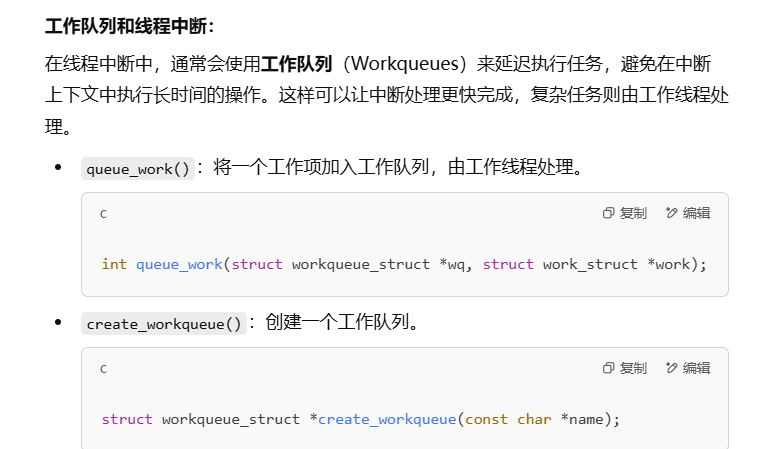 工作队列和线程中断：
在线程中断中，通常会使用工作队列（Workqueues）来延迟执行任务，避免在中断
上下文中执行长时间的操作。这样可以让中断处理更快完成，复杂任务则由工作线程处
理。
• queue_work()：将一个工作项加入工作队列，由工作线程处理。
c 复制 编辑
int queue_work(struct workqueue_struct *wq, struct work_struct *work);
• create_workqueue()：创建一个工作队列。
c 复制 编辑
struct workqueue_struct *create_workqueue(const char *name);